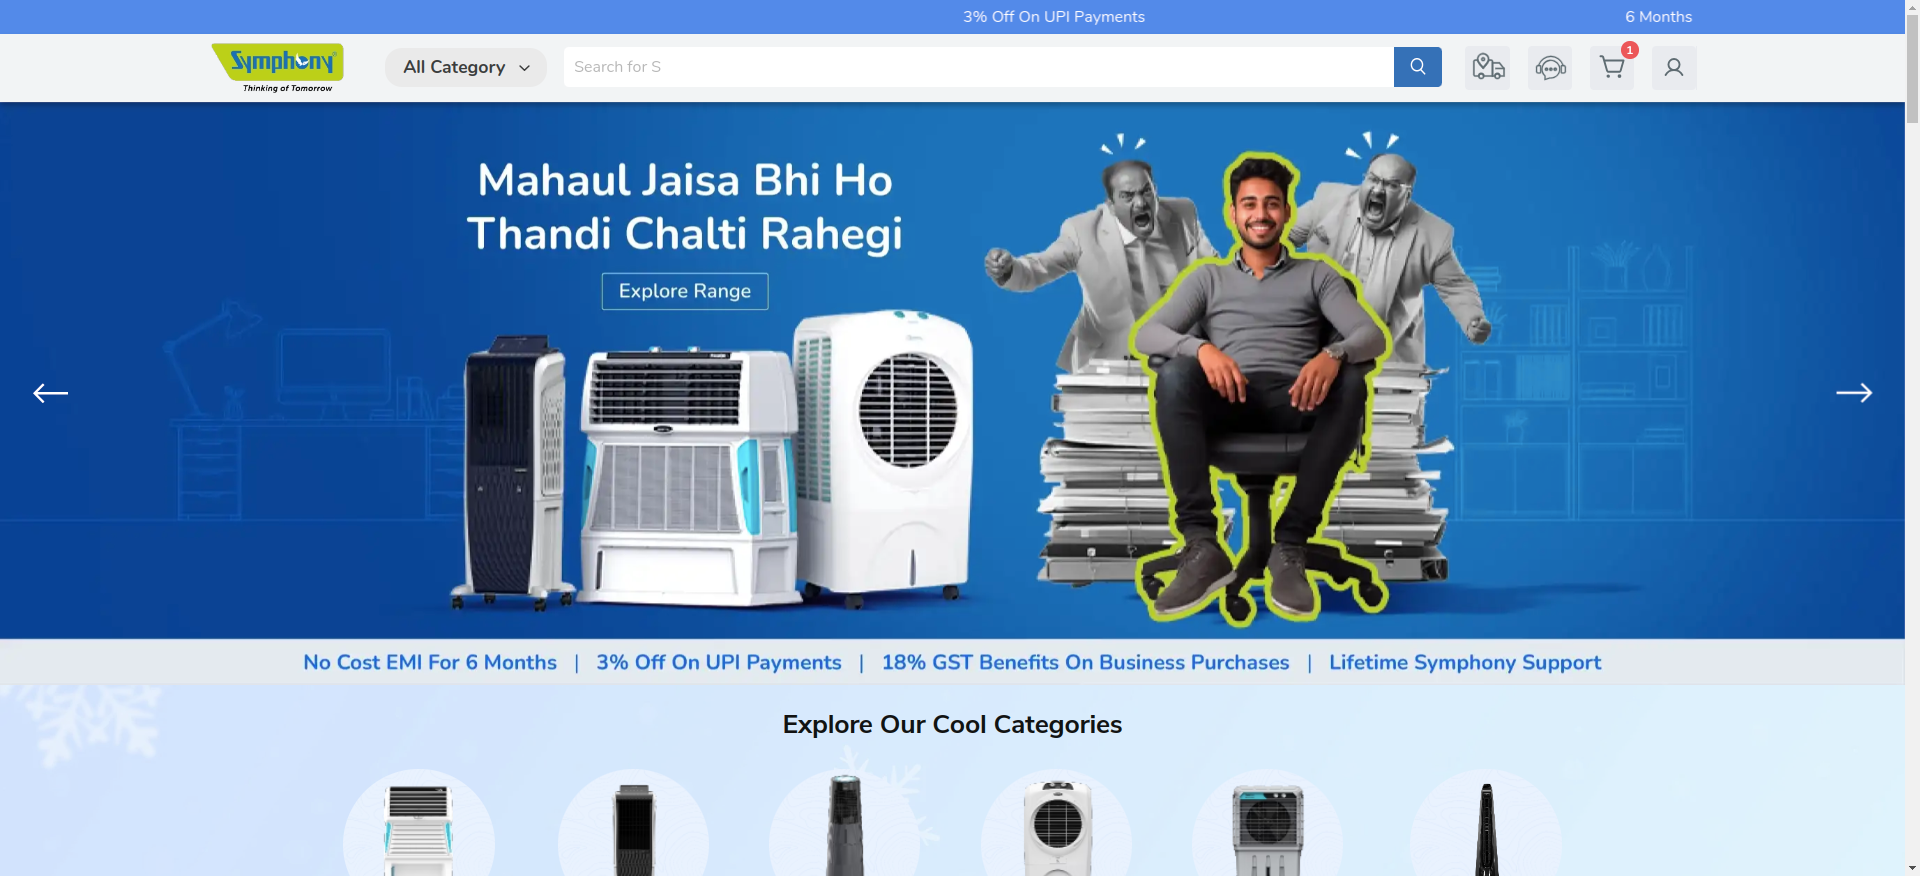 3% Off On UPI Payments
6 Months
Symphony
Thinking of Tomorrow
All Category
Search for S
1
Mahaul Jaisa Bhi Ho
Thandi Chalti Rahegi
Explore Range
No Cost EMI For 6 Months | 3% Off On UPI Payments | 18% GST Benefits On Business Purchases | Lifetime Symphony Support
Explore Our Cool Categories